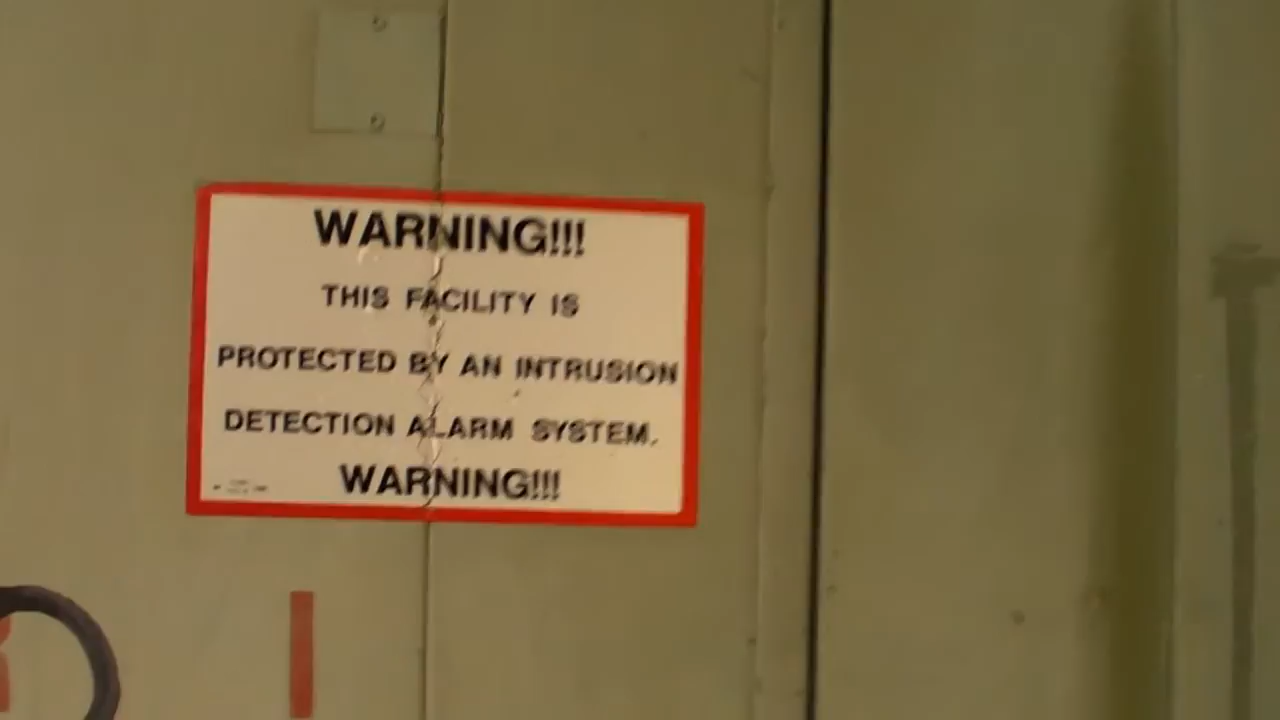 WARNING!!!
THIS FACILITY IS
PROTECTED BY AN INTRUSION
DETECTION ALARM SYSTEM.
WARNING!!!